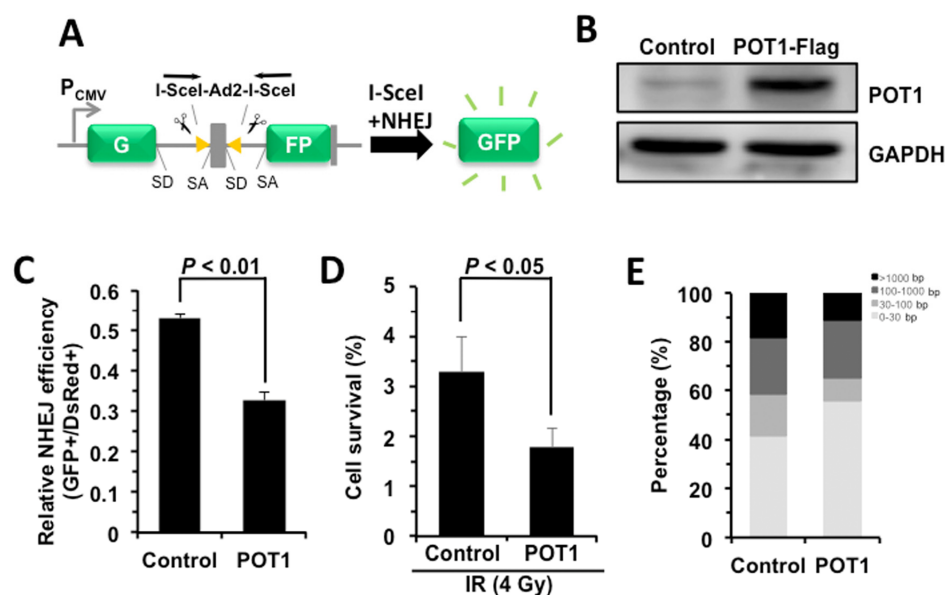 A
P CMV
I-SceI-Ad2-I-SceI
G
FP
SD
SA
SD
SA
I-SceI
+NHEJ
GFP
B
Control POT1-Flag
POT1
GAPDH
C
P < 0.01
Relative NHEJ efficiency
(GFP+/DsRed+)
0.6
0.5
0.4
0.3
0.2
0.1
0
Control POT1
D
P < 0.05
Cell survival (%)
5
4
3
2
1
0
Control POT1
IR (4 Gy)
E
>1000 bp
100-1000 bp
30-100 bp
0-30 bp
Percentage (%)
100
80
60
40
20
0
Control POT1